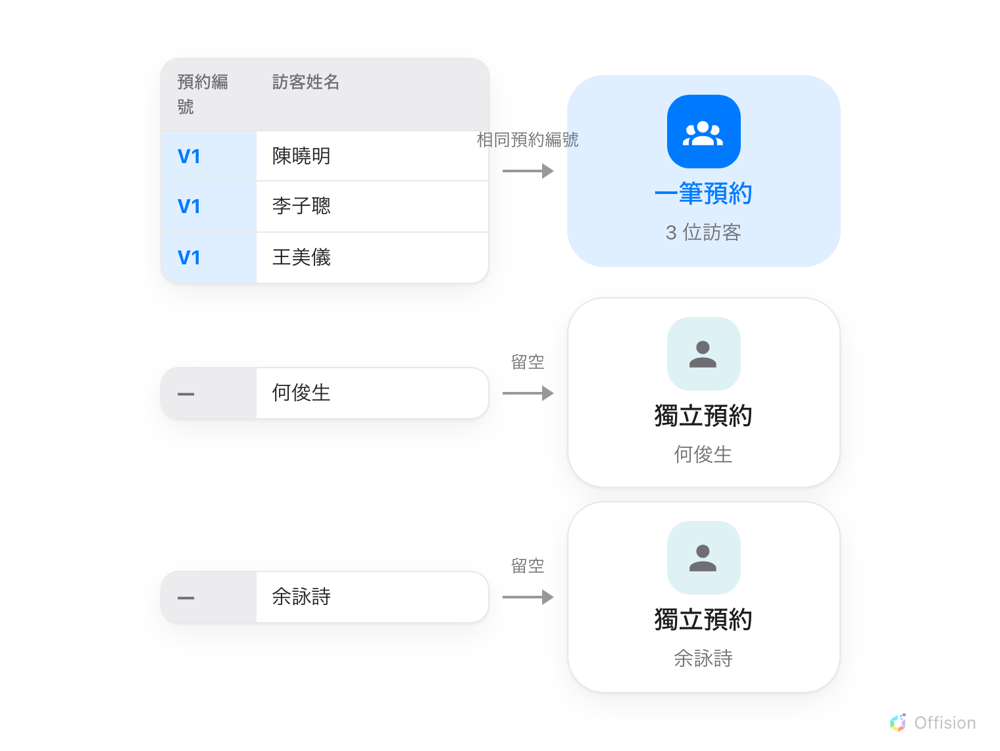 預約編
號
訪客姓名
V1
陳曉明
V1
李子聰
V1
王美儀
相同預約編號
一筆預約
3 位訪客
—
何俊生
留空
獨立預約
何俊生
—
余詠詩
留空
獨立預約
余詠詩
Offision